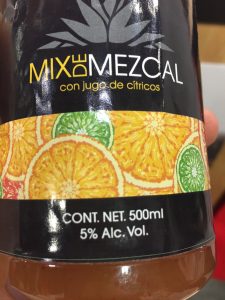 MIX DE MEZCAL
con jugo de cítricos
CONT. NET. 500ml
5% Alc. Vol.